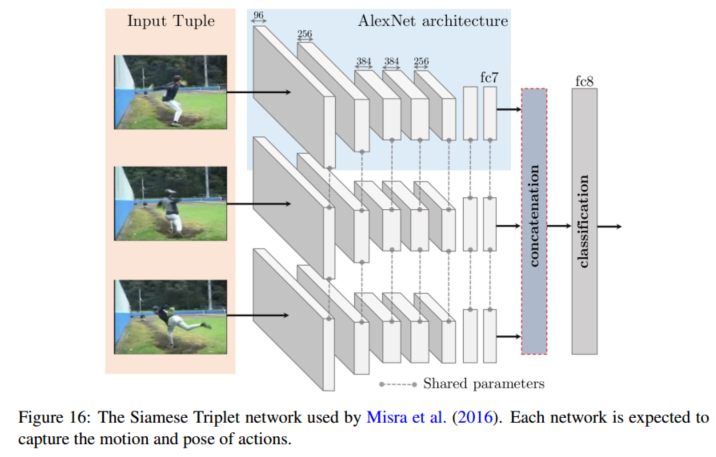 Input Tuple
AlexNet architecture
96
256
384
384
256
fc7
fc8
concatenation
classification
Shared parameters
Figure 16: The Siamese Triplet network used by Misra et al. (2016). Each network is expected to
capture the motion and pose of actions.